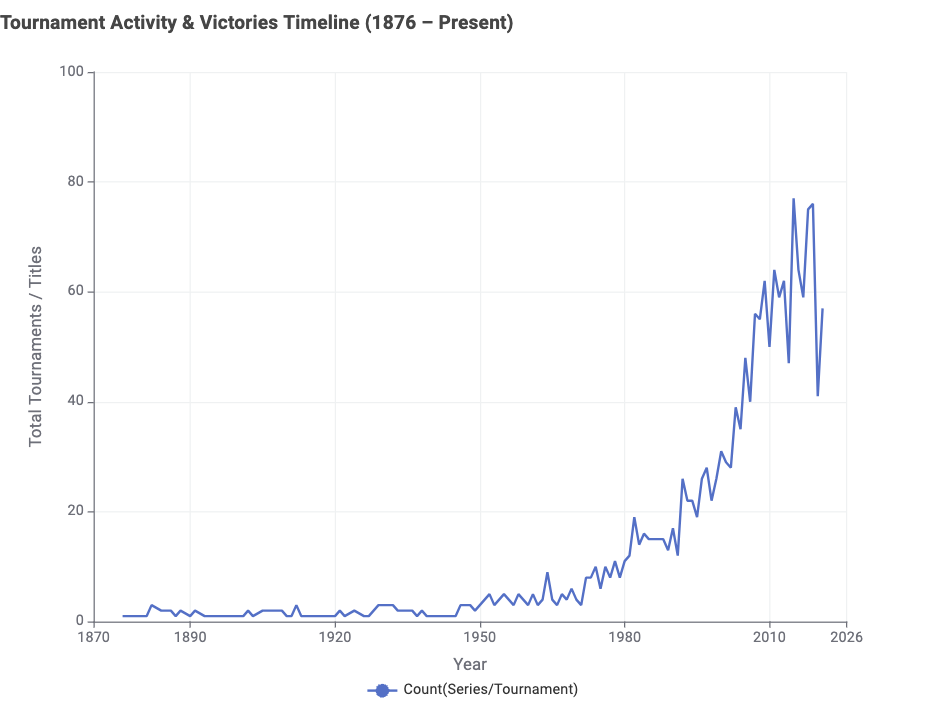 Tournament Activity & Victories Timeline (1876 – Present)
100
80
60
40
20
0
Total Tournaments / Titles
1870 1890 1920 1950 1980 2010 2026
Year
Count(Series/Tournament)